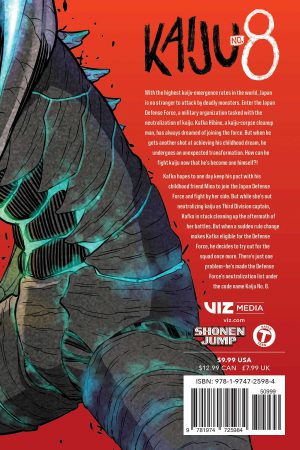 KAIJU NO. 8
With the highest kaiju-emergence rates in the world, Japan
is no stranger to attack by deadly monsters. Enter the Japan
Defense Force, a military organization tasked with the
neutralization of kaiju. Kafka Hibino, a kaiju-corpse cleanup
man, has always dreamed of joining the force. But when he
gets another shot at achieving his childhood dream, he
undergoes an unexpected transformation. How can he
fight kaiju now that he's become one himself?!
Kafka hopes to one day keep his pact with his
childhood friend Mina to join the Japan Defense
Force and fight by her side. But while she's out
neutralizing kaiju as Third Division captain,
Kafka is stuck cleaning up the aftermath of
her battles. But when a sudden rule change
makes Kafka eligible for the Defense
Force, he decides to try out for the
squad once more. There's just one
problem—he's made the Defense
Force's neutralization list under
the code name Kaiju No. 8.
VIZ MEDIA
viz.com
SHONEN
JUMP
T
TEEN
$9.99 USA
$12.99 CAN £7.99 UK
ISBN: 978-1-9747-2598-4
50999
9 781974 725984